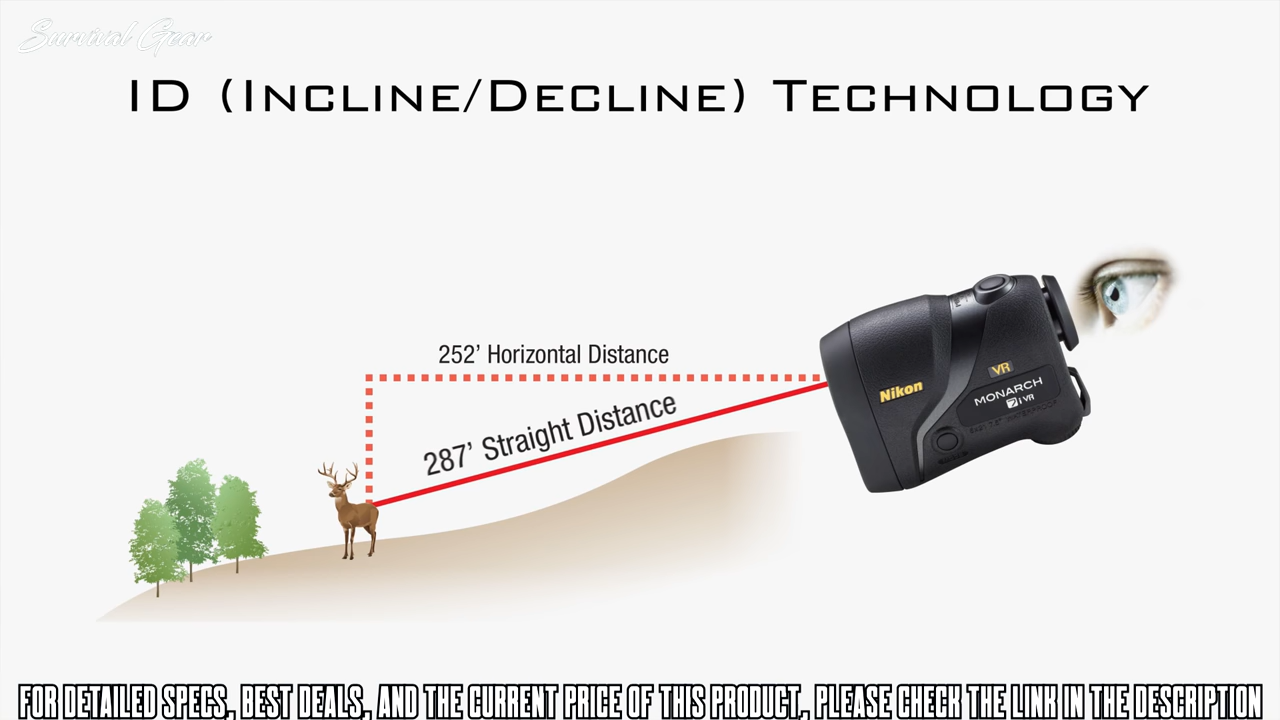 Survival Gear
ID (INCLINE/DECLINE) TECHNOLOGY
252' Horizontal Distance
287' Straight Distance
Nikon
VR
MONARCH
7i VR
FOR DETAILED SPECS, BEST DEALS, AND THE CURRENT PRICE OF THIS PRODUCT, PLEASE CHECK THE LINK IN THE DESCRIPTION